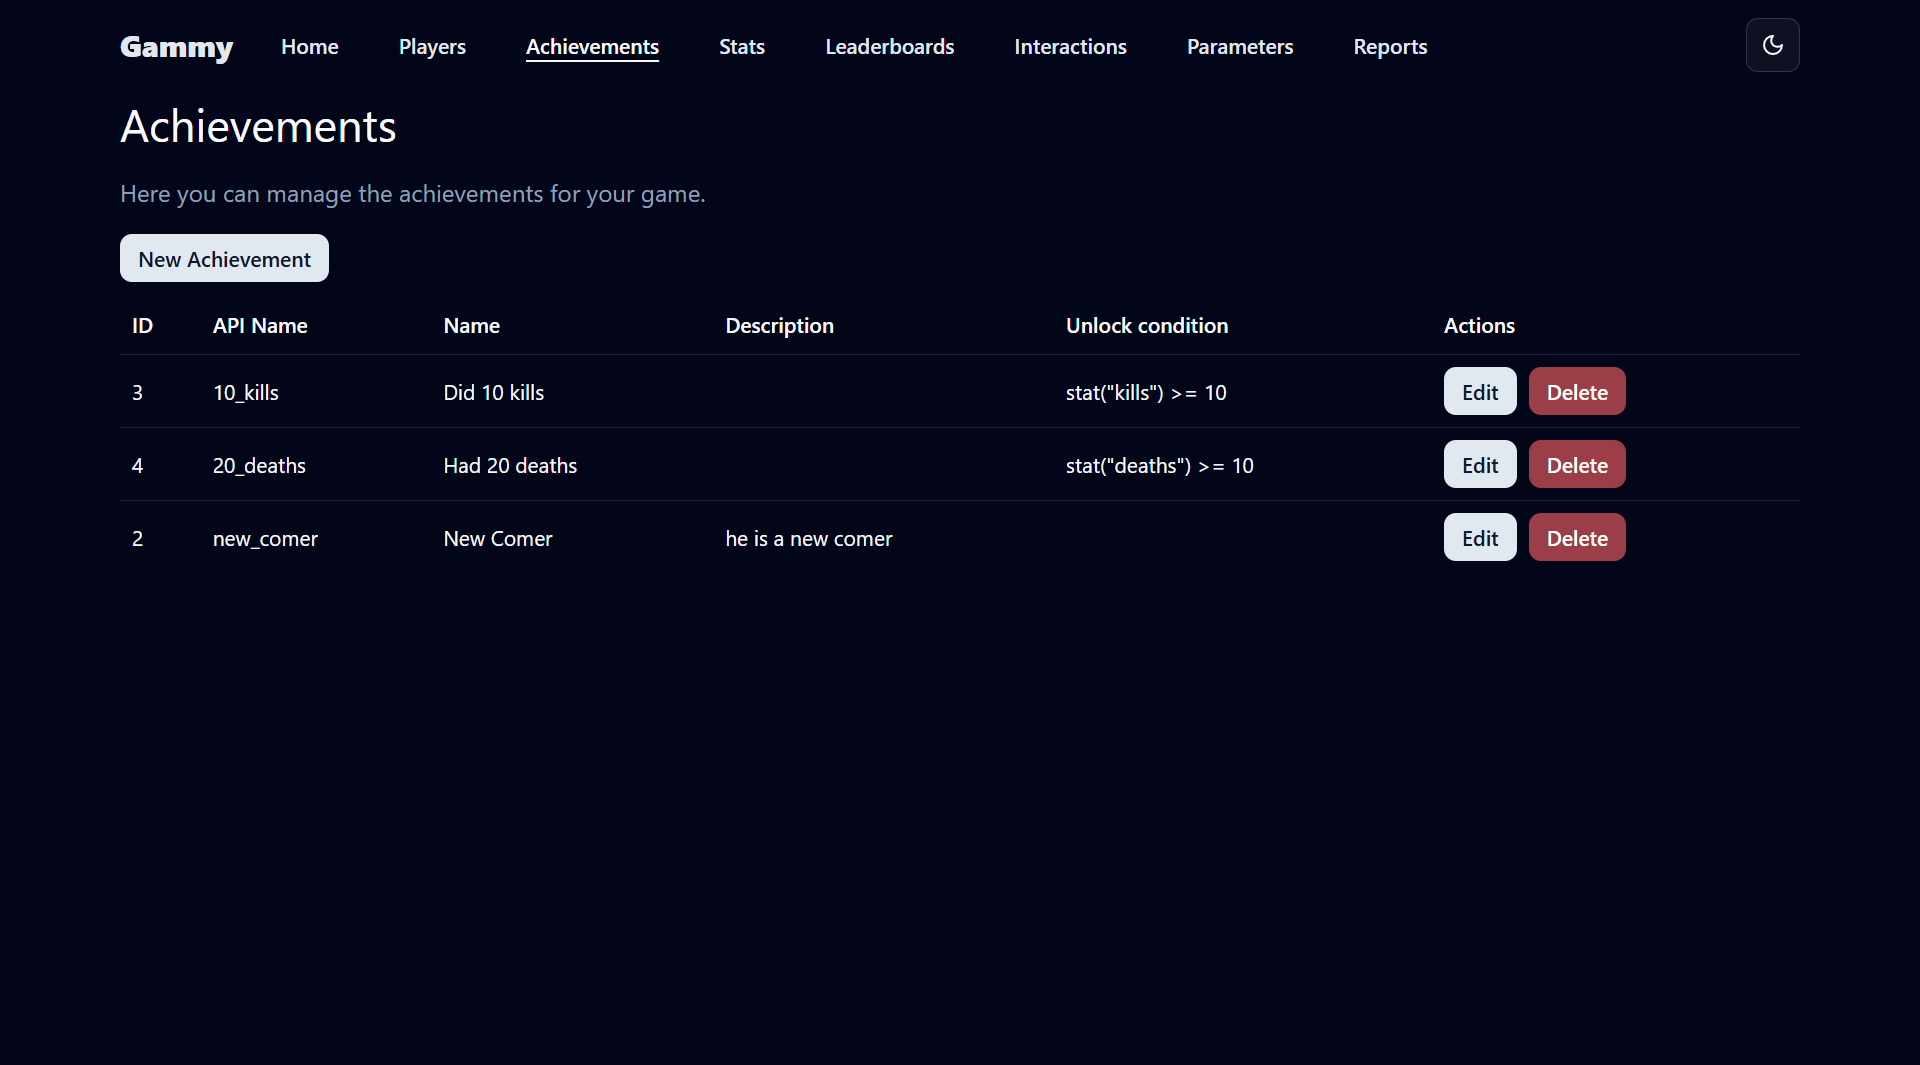 Gammy Home Players Achievements Stats Leaderboards Interactions Parameters Reports
Achievements
Here you can manage the achievements for your game.
New Achievement
ID API Name Name Description Unlock condition Actions
3 10_kills Did 10 kills stat("kills") >= 10 Edit Delete
4 20_deaths Had 20 deaths stat("deaths") >= 10 Edit Delete
2 new_comer New Comer he is a new comer Edit Delete